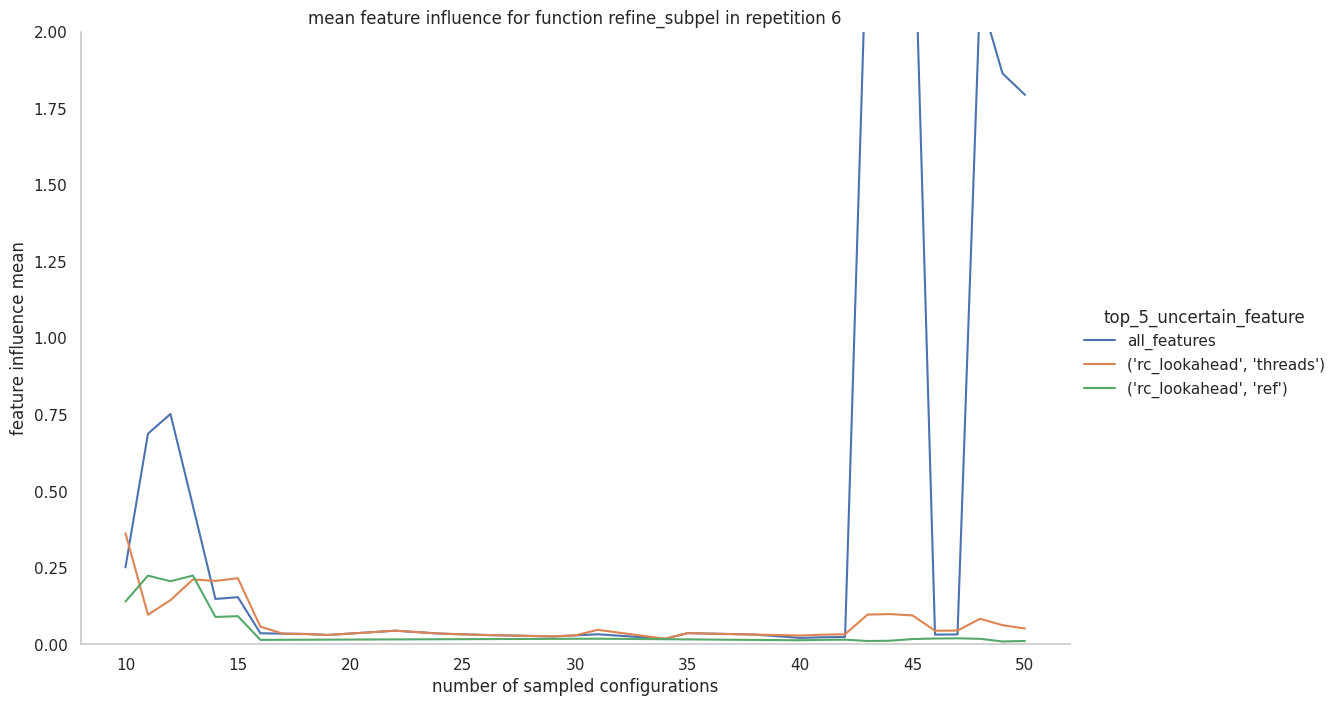 mean feature influence for function refine_subpel in repetition 6
2.00
1.75
1.50
1.25
1.00
0.75
0.50
0.25
0.00
feature influence mean
10 15 20 25 30 35 40 45 50
number of sampled configurations
top_5_uncertain_feature
all_features
('rc_lookahead', 'threads')
('rc_lookahead', 'ref')